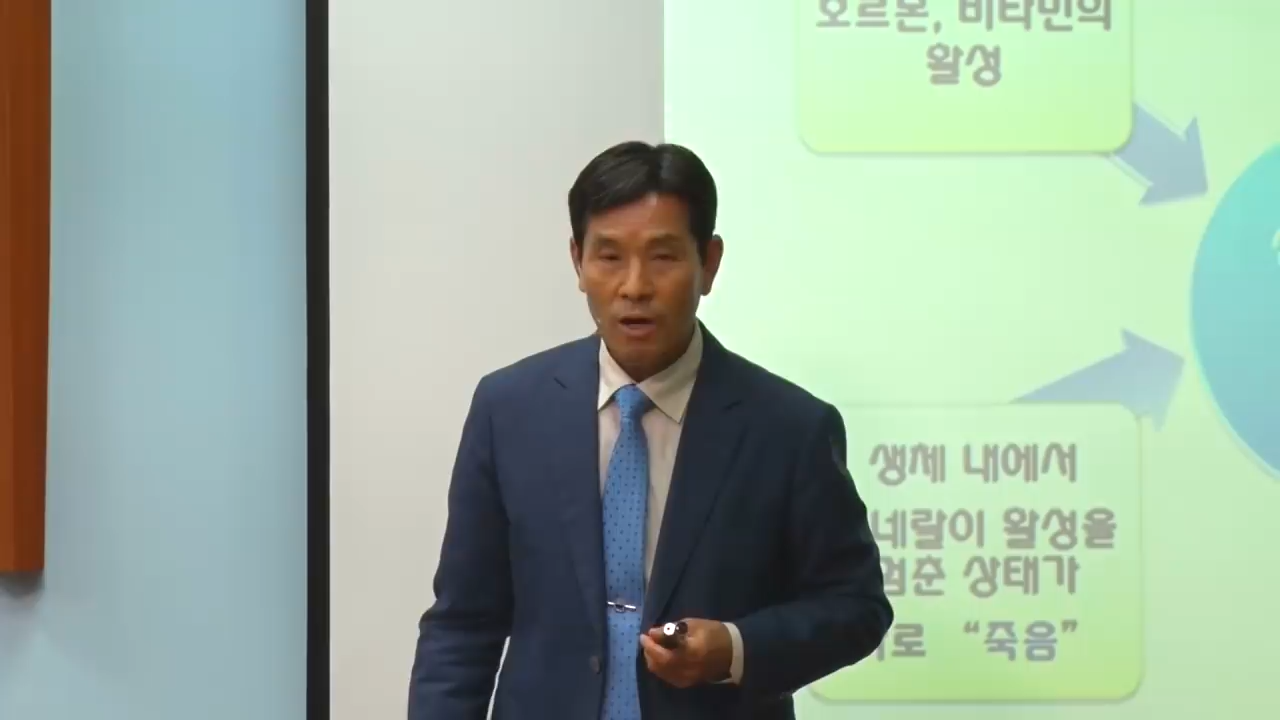 호르몬, 비타민의
활성
생체 내에서
네랄이 활성을
멈춘 상태가
로 “죽음”